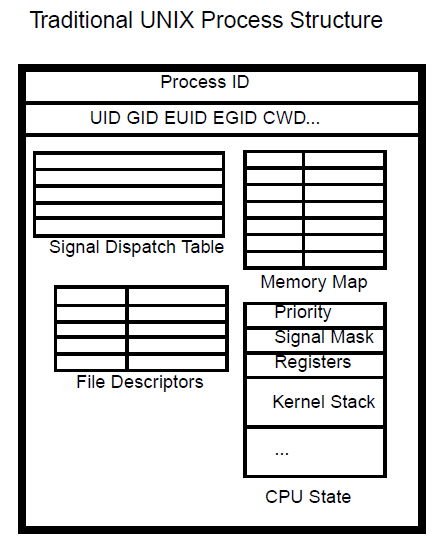 Traditional UNIX Process Structure
Process ID
UID GID EUID EGID CWD...
Signal Dispatch Table
Memory Map
File Descriptors
Priority
Signal Mask
Registers
Kernel Stack
...
CPU State